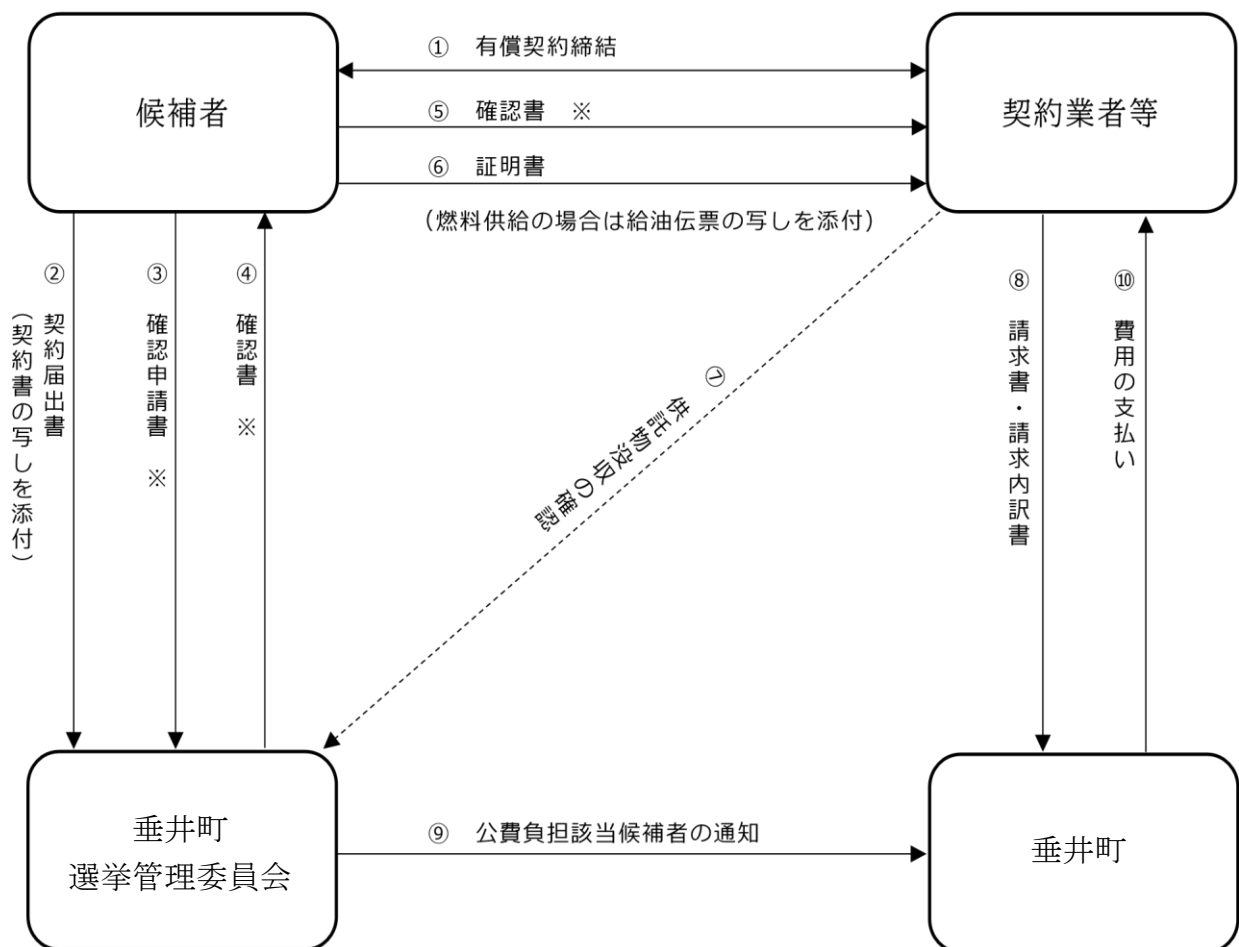 候補者
契約業者等
① 有償契約締結
⑤ 確認書 ※
⑥ 証明書
（燃料供給の場合は給油伝票の写しを添付）
② 契約届出書
（契約書の写しを添付）
③ 確認申請書 ※
④ 確認書 ※
⑦ 供託物没収の確認
⑧ 請求書・請求内訳書
⑩ 費用の支払い
垂井町
選挙管理委員会
⑨ 公費負担該当候補者の通知
垂井町